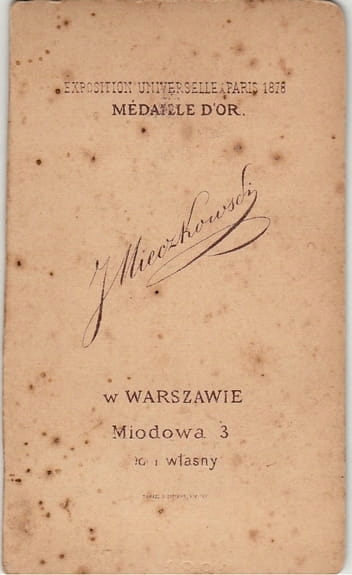 EXPOSITION UNIVERSELLE PARIS 1878
MÉDAILLE D'OR.
J Mieczkowski
w WARSZAWIE
Miodowa 3
własny